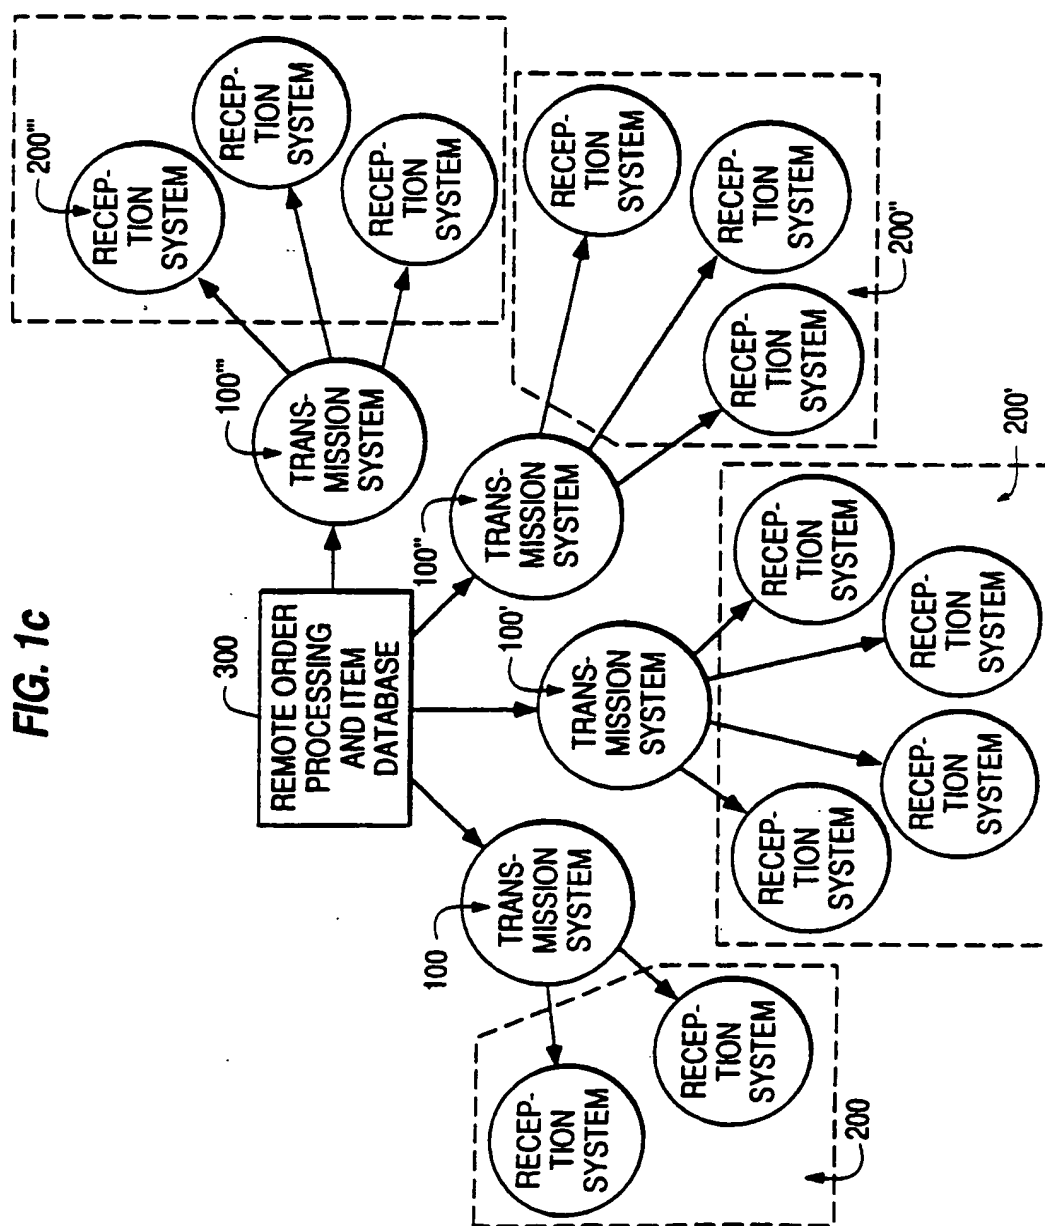 FIG. 1c
300
REMOTE ORDER
PROCESSING
AND ITEM
DATABASE
100
TRANS-
MISSION
SYSTEM
100'
TRANS-
MISSION
SYSTEM
100"
TRANS-
MISSION
SYSTEM
100'''
TRANS-
MISSION
SYSTEM
200
RECEP-
TION
SYSTEM
RECEP-
TION
SYSTEM
200'
RECEP-
TION
SYSTEM
RECEP-
TION
SYSTEM
RECEP-
TION
SYSTEM
RECEP-
TION
SYSTEM
200"
RECEP-
TION
SYSTEM
RECEP-
TION
SYSTEM
RECEP-
TION
SYSTEM
200'''
RECEP-
TION
SYSTEM
RECEP-
TION
SYSTEM
RECEP-
TION
SYSTEM